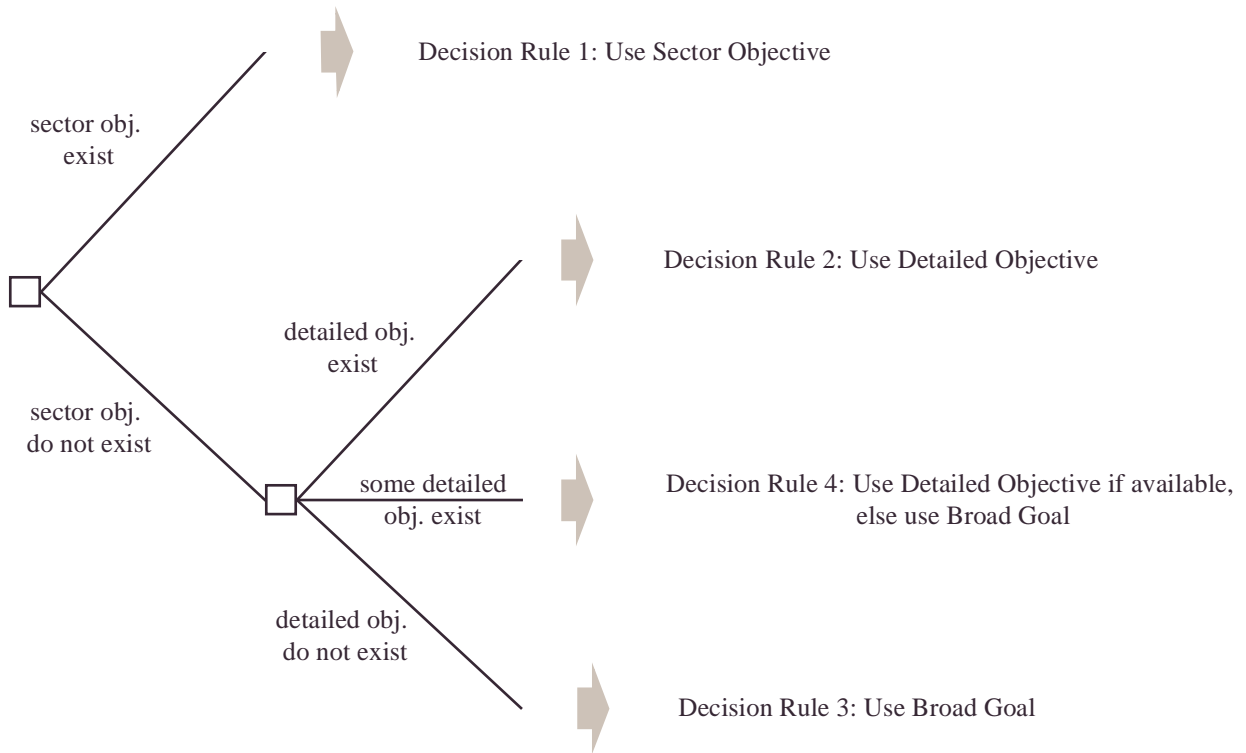 Decision Rule 1: Use Sector Objective
sector obj.
exist
Decision Rule 2: Use Detailed Objective
detailed obj.
exist
sector obj.
do not exist
some detailed
obj. exist
Decision Rule 4: Use Detailed Objective if available,
else use Broad Goal
detailed obj.
do not exist
Decision Rule 3: Use Broad Goal